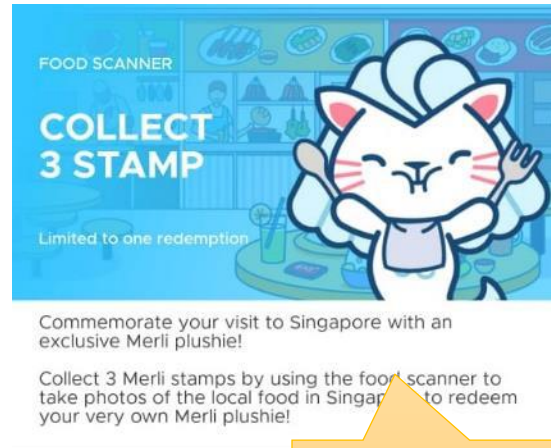 FOOD SCANNER
COLLECT
3 STAMP
Limited to one redemption
Commemorate your visit to Singapore with an
exclusive Merli plushie!
Collect 3 Merli stamps by using the food scanner to
take photos of the local food in Singap to redeem
your very own Merli plushie!